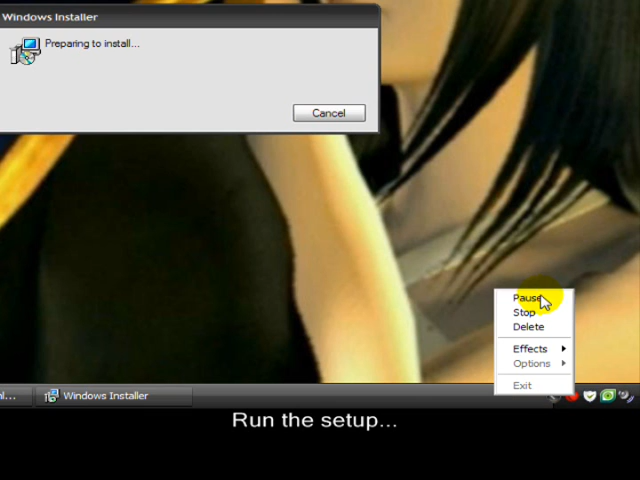 Windows Installer
Preparing to install...
Cancel
Pause
Stop
Delete
Effects
Options
Exit
Windows Installer
Run the setup...